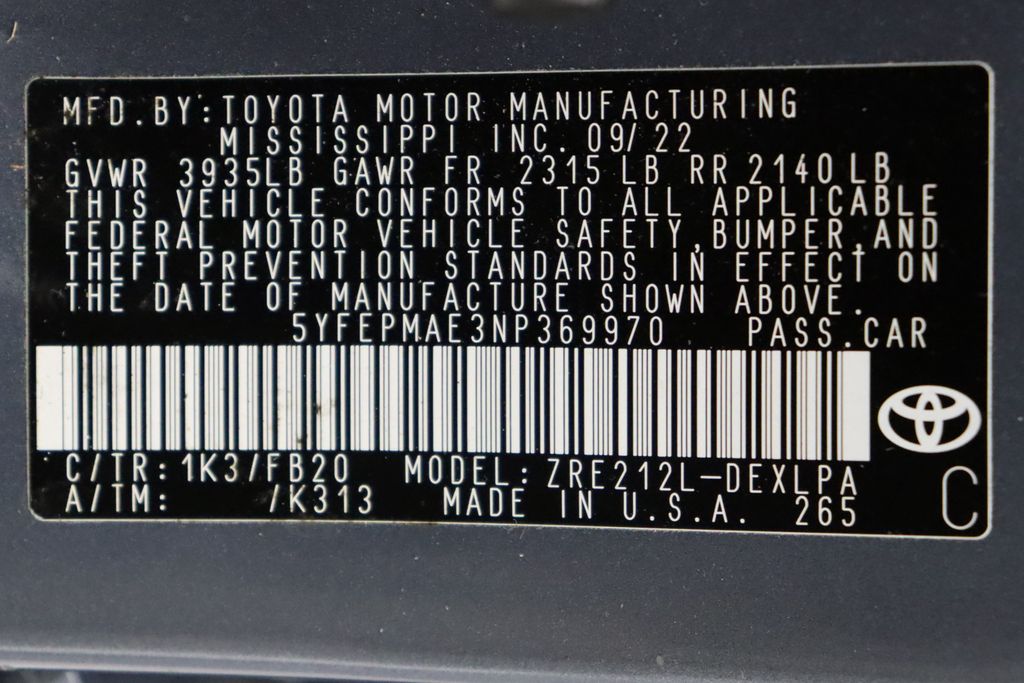 MFD. BY: TOYOTA MOTOR MANUFACTURING
MISSISSIPPI INC. 09/22
GVWR 3935LB GAWR FR 2315 LB RR 2140 LB
THIS VEHICLE CONFORMS TO ALL APPLICABLE
FEDERAL MOTOR VEHICLE SAFETY, BUMPER, AND
THEFT PREVENTION STANDARDS IN EFFECT ON
THE DATE OF MANUFACTURE SHOWN ABOVE.
5YFEPMAE3NP369970 PASS. CAR
C/TR: 1K3/FB20 MODEL: ZRE212L-DEXLPA
A/TM: /K313 MADE IN U.S.A. 265
C